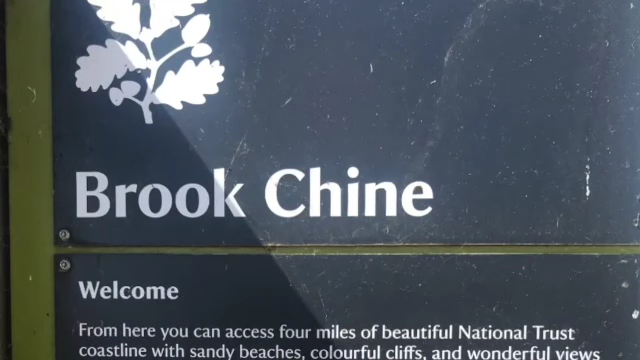 Brook Chine
Welcome
From here you can access four miles of beautiful National Trust
coastline with sandy beaches, colourful cliffs, and wonderful views